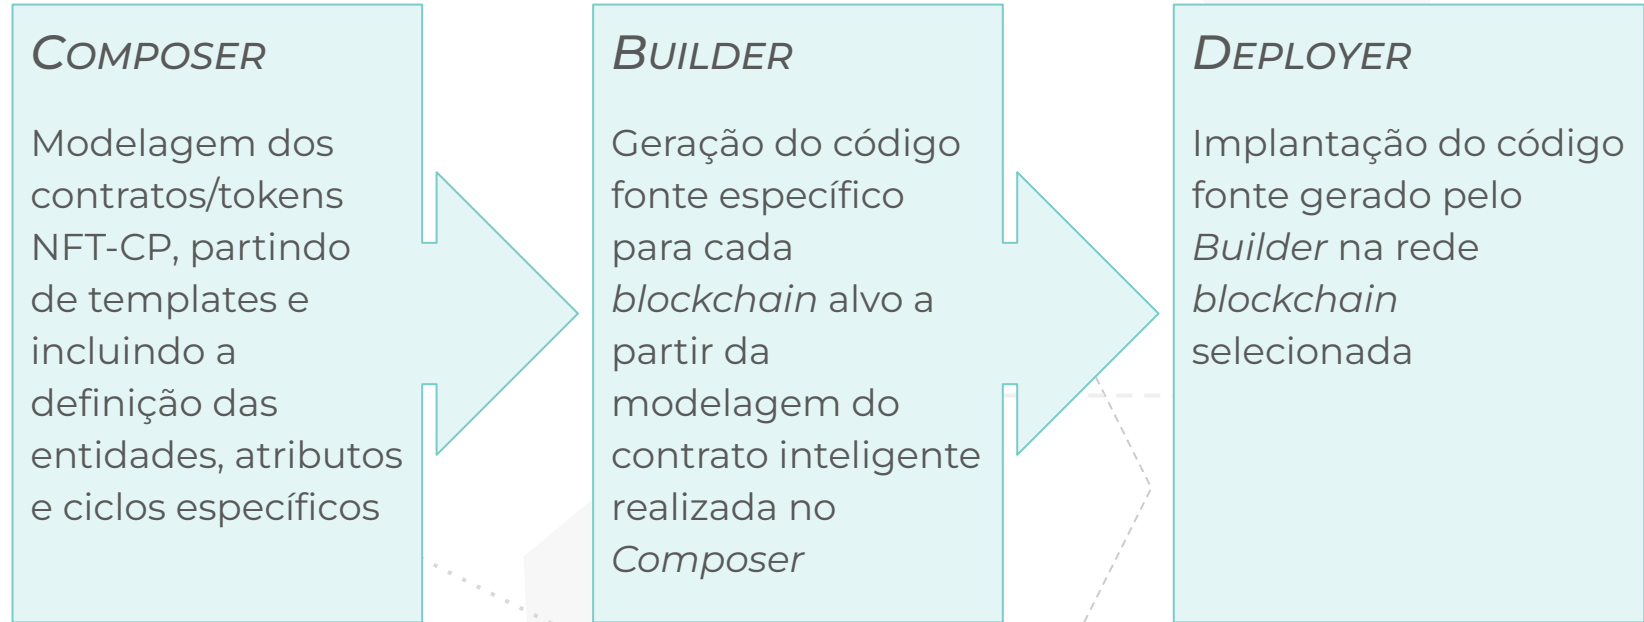 COMPOSER
Modelagem dos
contratos/tokens
NFT-CP, partindo
de templates e
incluindo a
definição das
entidades, atributos
e ciclos específicos
BUILDER
Geração do código
fonte específico
para cada
blockchain alvo a
partir da
modelagem do
contrato inteligente
realizada no
Composer
DEPLOYER
Implantação do código
fonte gerado pelo
Builder na rede
blockchain
selecionada